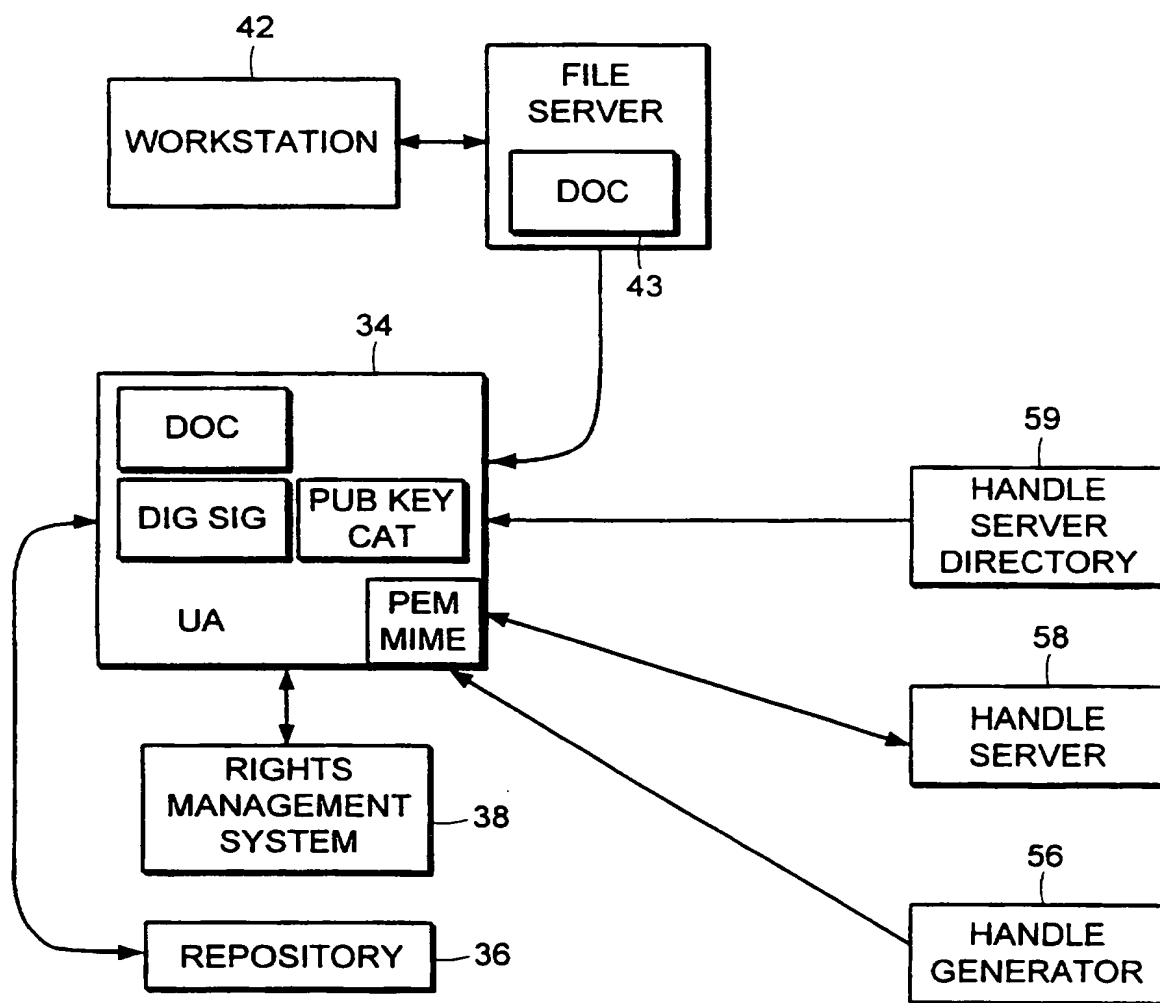 42
WORKSTATION
FILE
SERVER
DOC
43
34
DOC
DIG SIG
PUB KEY
CAT
UA
PEM
MIME
59
HANDLE
SERVER
DIRECTORY
58
HANDLE
SERVER
RIGHTS
MANAGEMENT
SYSTEM
38
56
HANDLE
GENERATOR
REPOSITORY
36